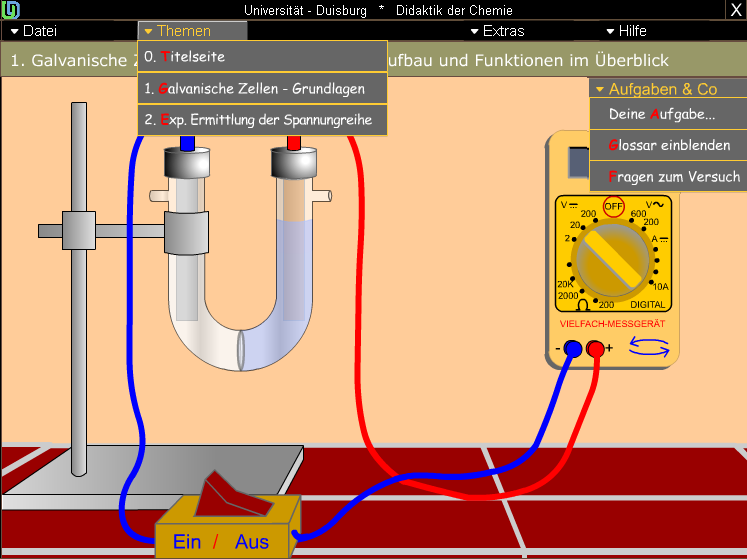 Universität - Duisburg * Didaktik der Chemie X
Datei Themen Extras Hilfe
1. Galvanische Z ufbau und Funktionen im Überblick
0. Titelseite
1. Galvanische Zellen - Grundlagen
2. Exp. Ermittlung der Spannungreihe
Aufgaben & Co
Deine Aufgabe...
Glossar einblenden
Fragen zum Versuch
V OFF V
200 600
20 200
2 A
20K 10A
2000 Ω 200 DIGITAL
VIELFACH-MESSGERÄT
- +
Ein / Aus